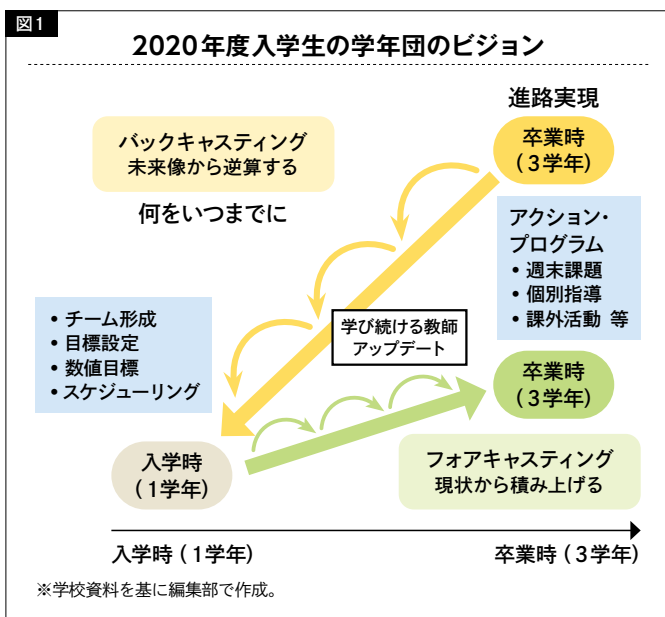 図1
2020年度入学生の学年団のビジョン
進路実現
バックキャスティング
未来像から逆算する
卒業時
(3学年)
何をいつまでに
アクション・
プログラム
• 週末課題
• 個別指導
• 課外活動 等
• チーム形成
• 目標設定
• 数値目標
• スケジューリング
学び続ける教師
アップデート
卒業時
(3学年)
入学時
(1学年)
フォアキャスティング
現状から積み上げる
入学時(1学年)
卒業時(3学年)
※学校資料を基に編集部で作成。